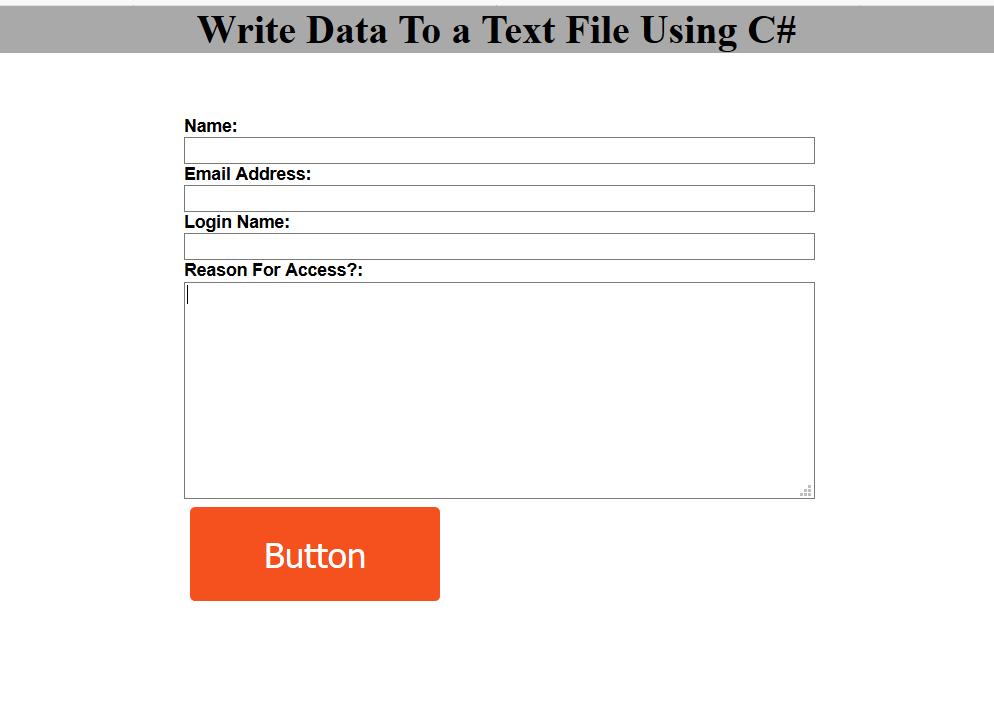 Write Data To a Text File Using C#
Name:
Email Address:
Login Name:
Reason For Access?:
Button